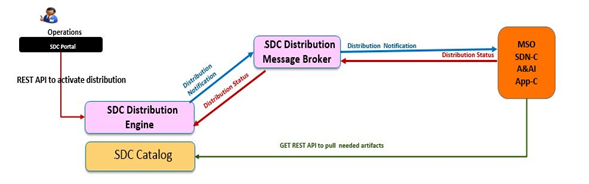 Operations
SDC Portal
REST API to activate distribution
SDC Distribution
Engine
SDC Catalog
Distribution
Notification
Distribution Status
SDC Distribution
Message Broker
Distribution Notification
Distribution Status
MSO
SDN-C
A&AI
App-C
GET REST API to pull needed artifacts